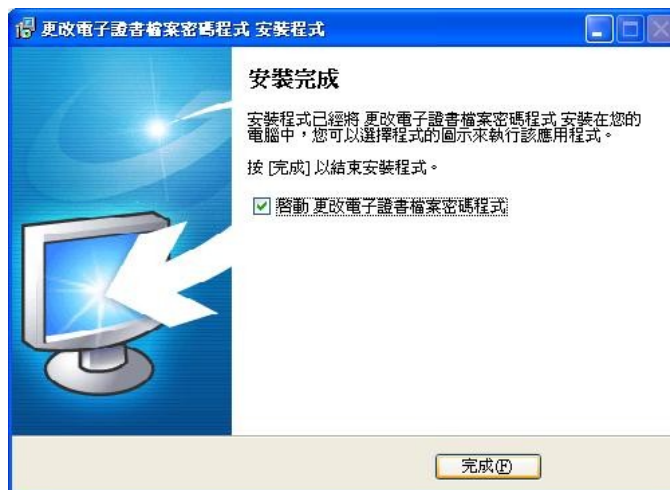 更改電子證書檔案密碼程式 安裝程式
安裝完成
安裝程式已經將 更改電子證書檔案密碼程式 安裝在您的
電腦中，您可以選擇程式的圖示來執行該應用程式。
按 [完成] 以結束安裝程式。
啓動 更改電子證書檔案密碼程式
完成(F)